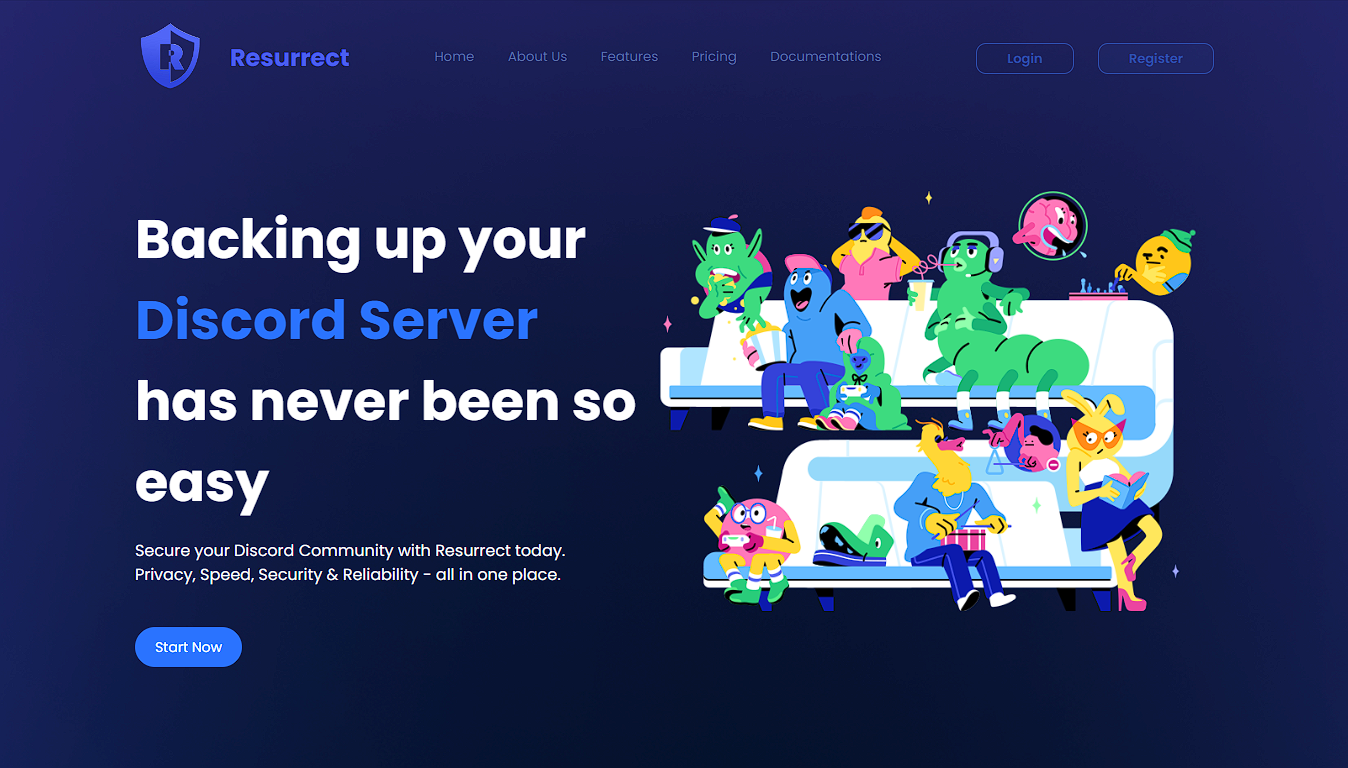 Resurrect
Home
About Us
Features
Pricing
Documentations
Login
Register
Backing up your
Discord Server
has never been so
easy
Secure your Discord Community with Resurrect today.
Privacy, Speed, Security & Reliability - all in one place.
Start Now